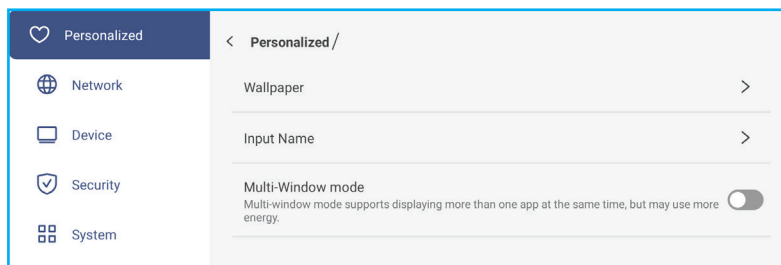 Personalized
Network
Device
Security
System
Personalized /
Wallpaper
Input Name
Multi-Window mode
Multi-window mode supports displaying more than one app at the same time, but may use more
energy.